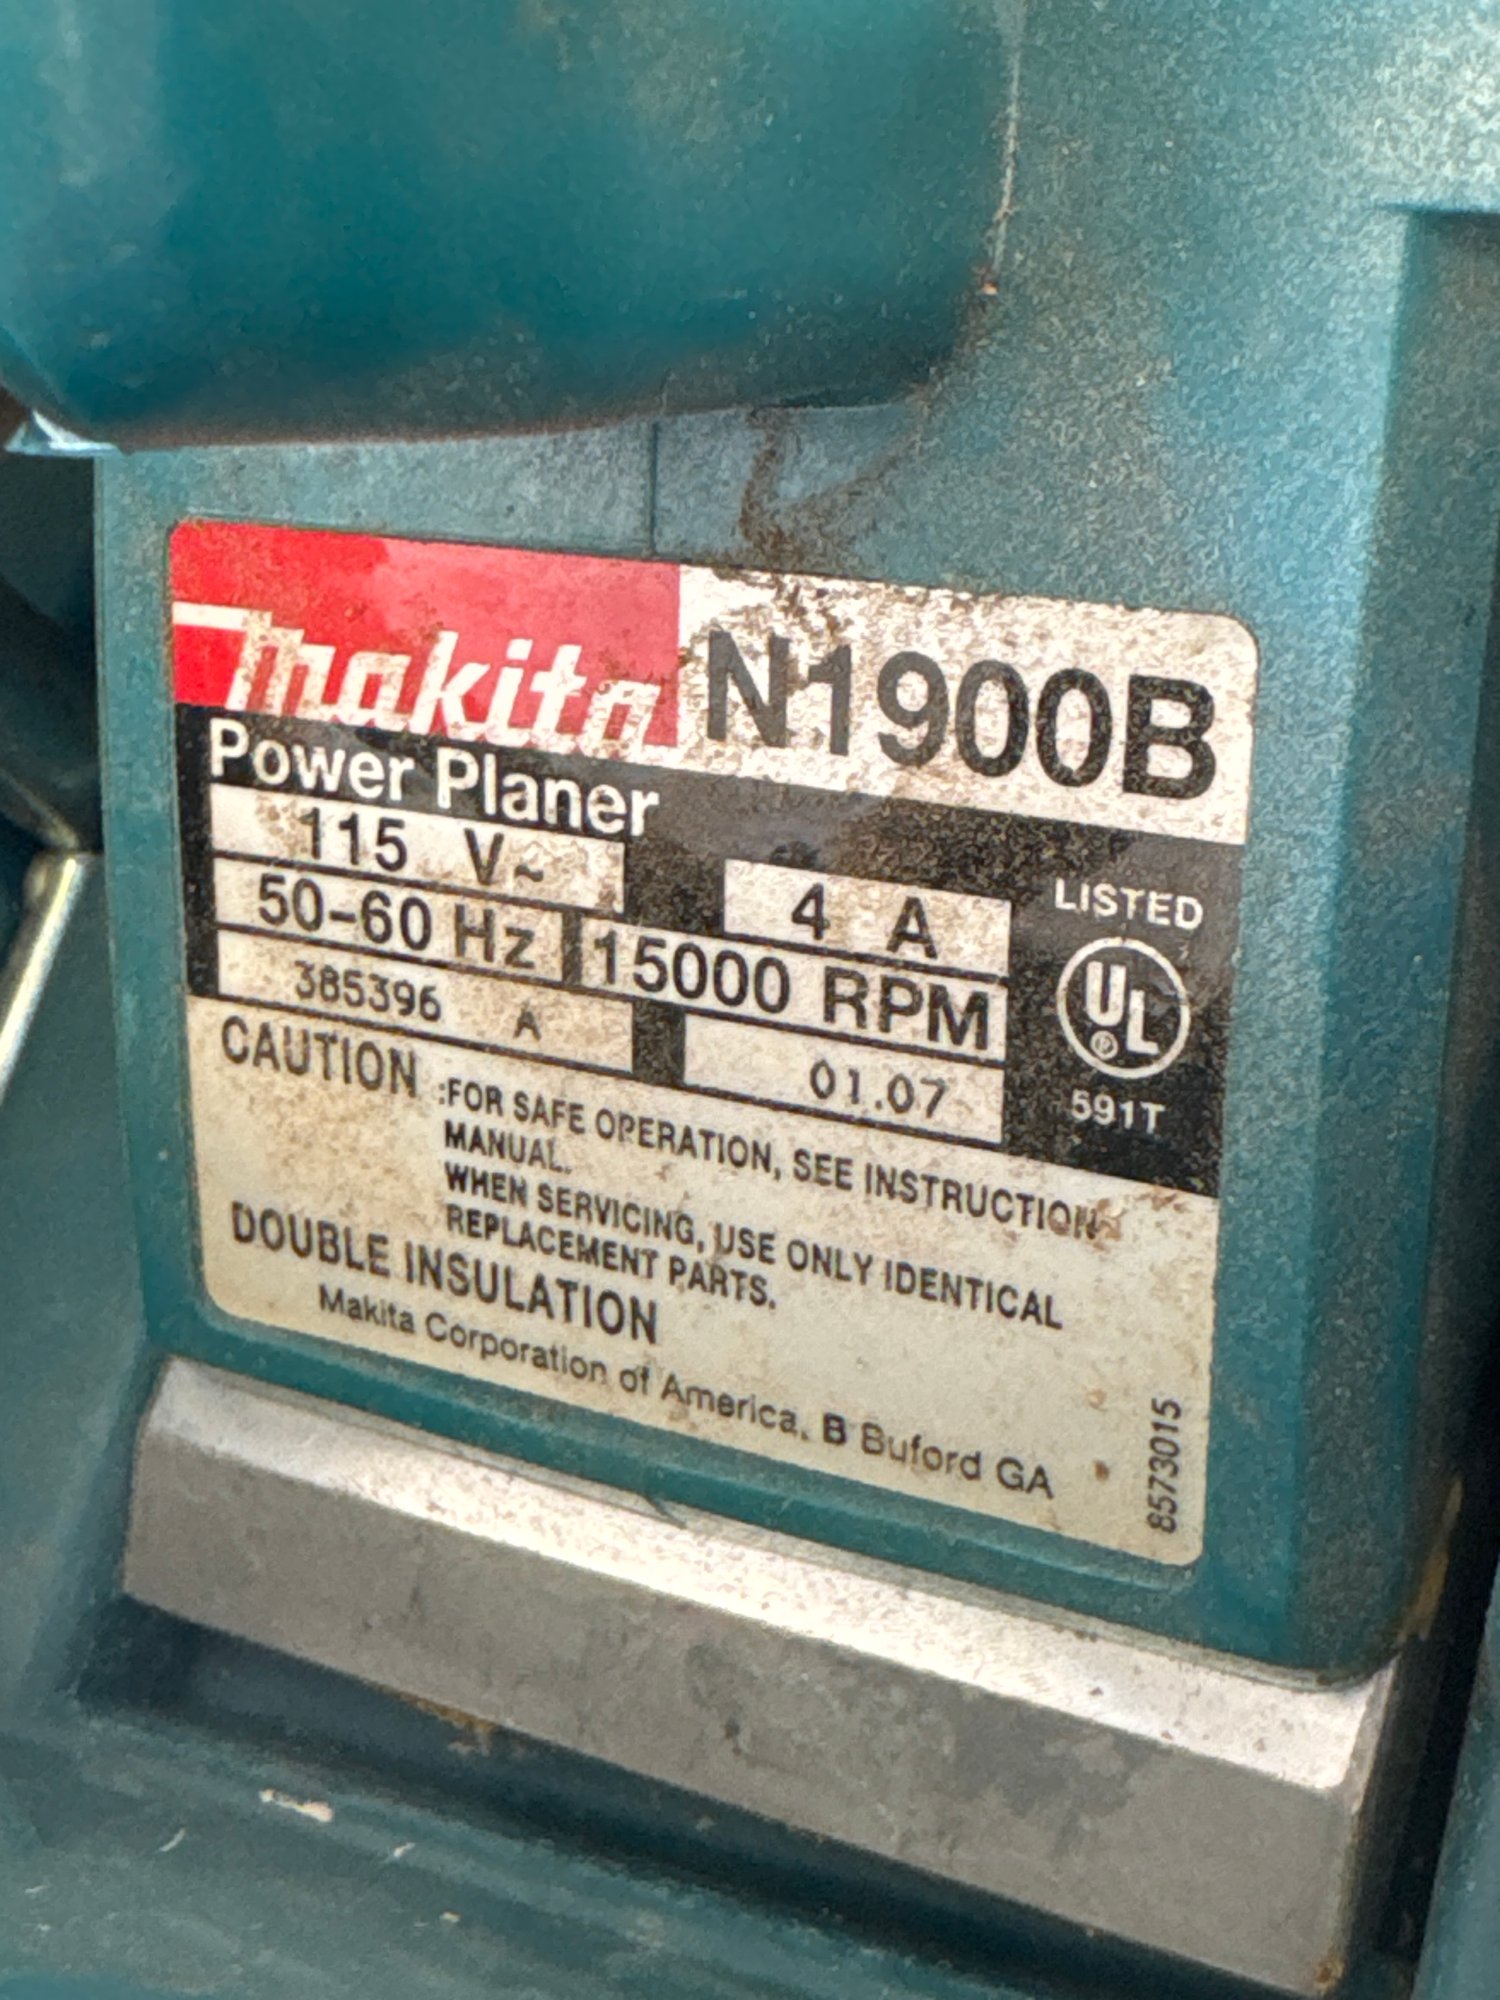 makita N1900B
Power Planer
115 V~ 4 A
50-60 Hz 15000 RPM
385396 A 01.07
LISTED
UL
®
591T
CAUTION :FOR SAFE OPERATION, SEE INSTRUCTION
MANUAL.
WHEN SERVICING, USE ONLY IDENTICAL
REPLACEMENT PARTS.
DOUBLE INSULATION
Makita Corporation of America, B Buford GA
8573015